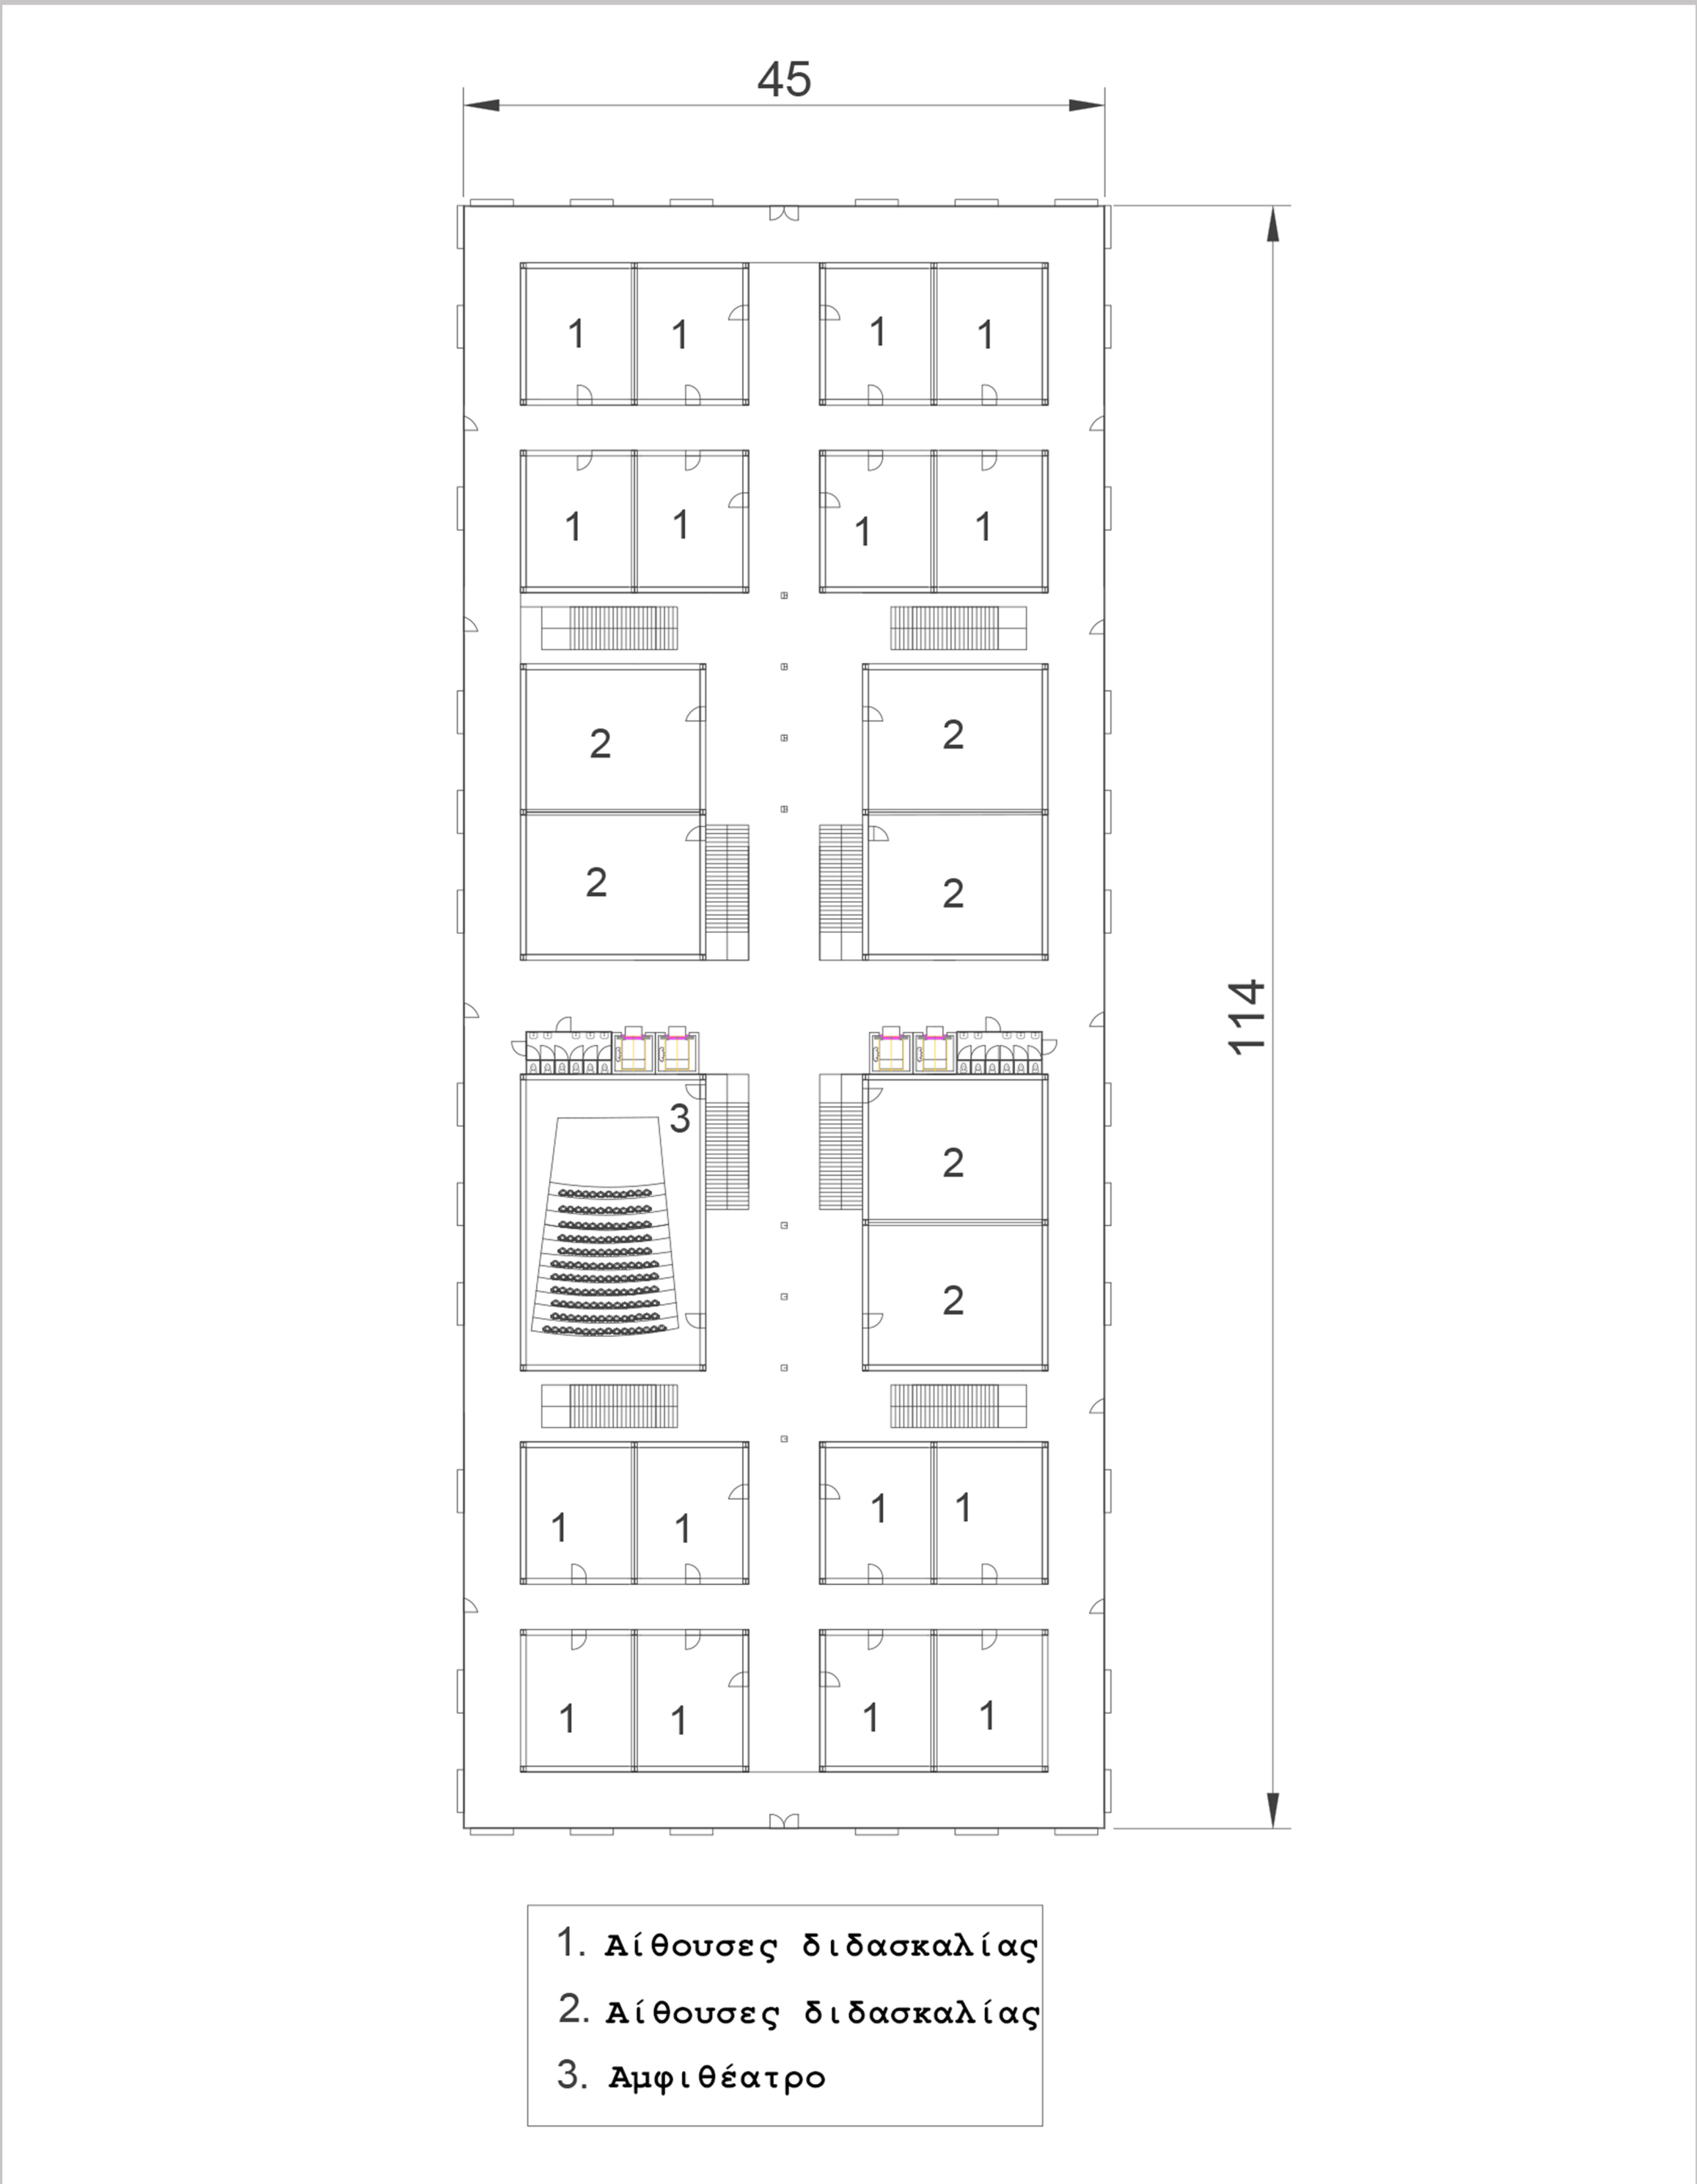 45
1 1 1 1
1 1 1 1
2 2
2 2
114
3 2
2
1 1 1 1
1 1 1 1
1. Αίθουσες διδασκαλίας
2. Αίθουσες διδασκαλίας
3. Αμφιθέατρο